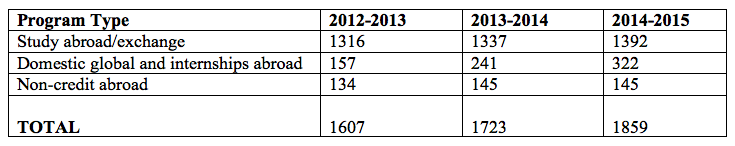 Program Type 2012-2013 2013-2014 2014-2015
Study abroad/exchange 1316 1337 1392
Domestic global and internships abroad 157 241 322
Non-credit abroad 134 145 145
TOTAL 1607 1723 1859